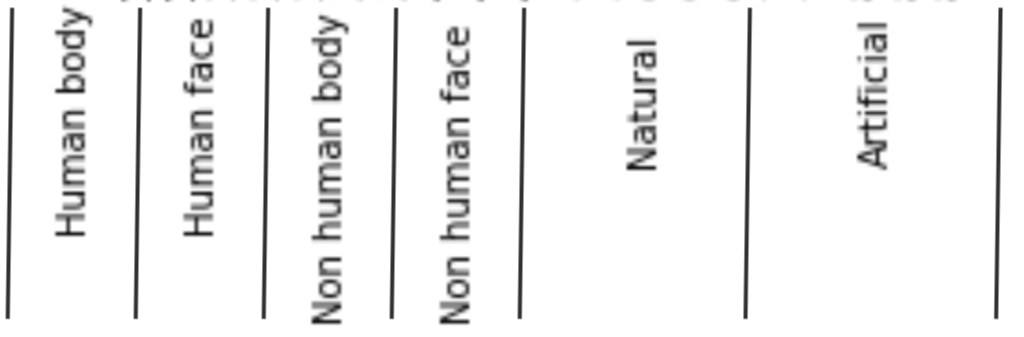 Human body
Human face
Non human body
Non human face
Natural
Artificial